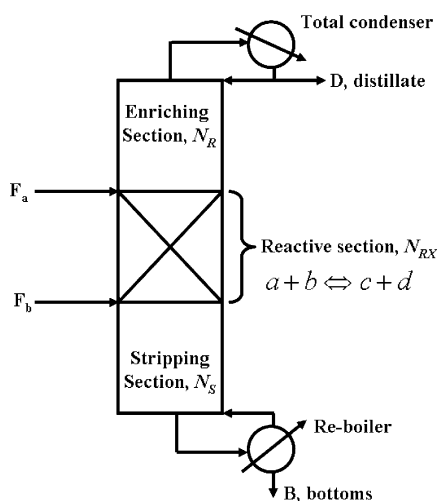 Total condenser
D, distillate
Enriching
Section, N_R
F_a
Reactive section, N_RX
a + b ⇔ c + d
F_b
Stripping
Section, N_S
Re-boiler
B, bottoms